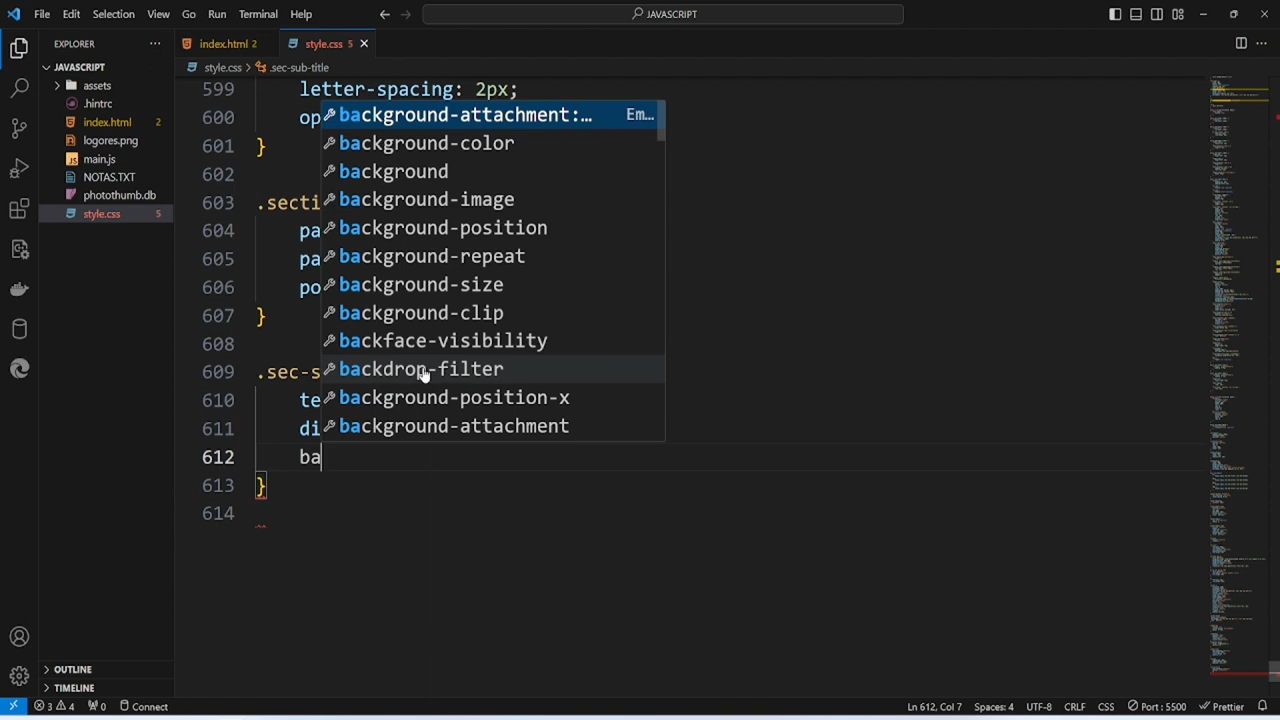 File Edit Selection View Go Run Terminal Help
JAVASCRIPT
EXPLORER
index.html 2
style.css 5
JAVASCRIPT
style.css > .sec-sub-title
assets
.hintrc
index.html 2
logores.png
main.js
NOTAS.TXT
photothumb.db
style.css 5
OUTLINE
TIMELINE
599 letter-spacing: 2px;
600 op
601 }
602
603 .secti
604 pa
605 pa
606 po
607 }
608
609 .sec-s
610 te
611 di
612 ba
613 }
614
background-attachment:… Em…
background-color
background
background-image
background-position
background-repeat
background-size
background-clip
backface-visibility
backdrop-filter
background-position-x
background-attachment
3 4 0 Connect
Ln 612, Col 7 Spaces: 4 UTF-8 CRLF CSS Port : 5500 Prettier